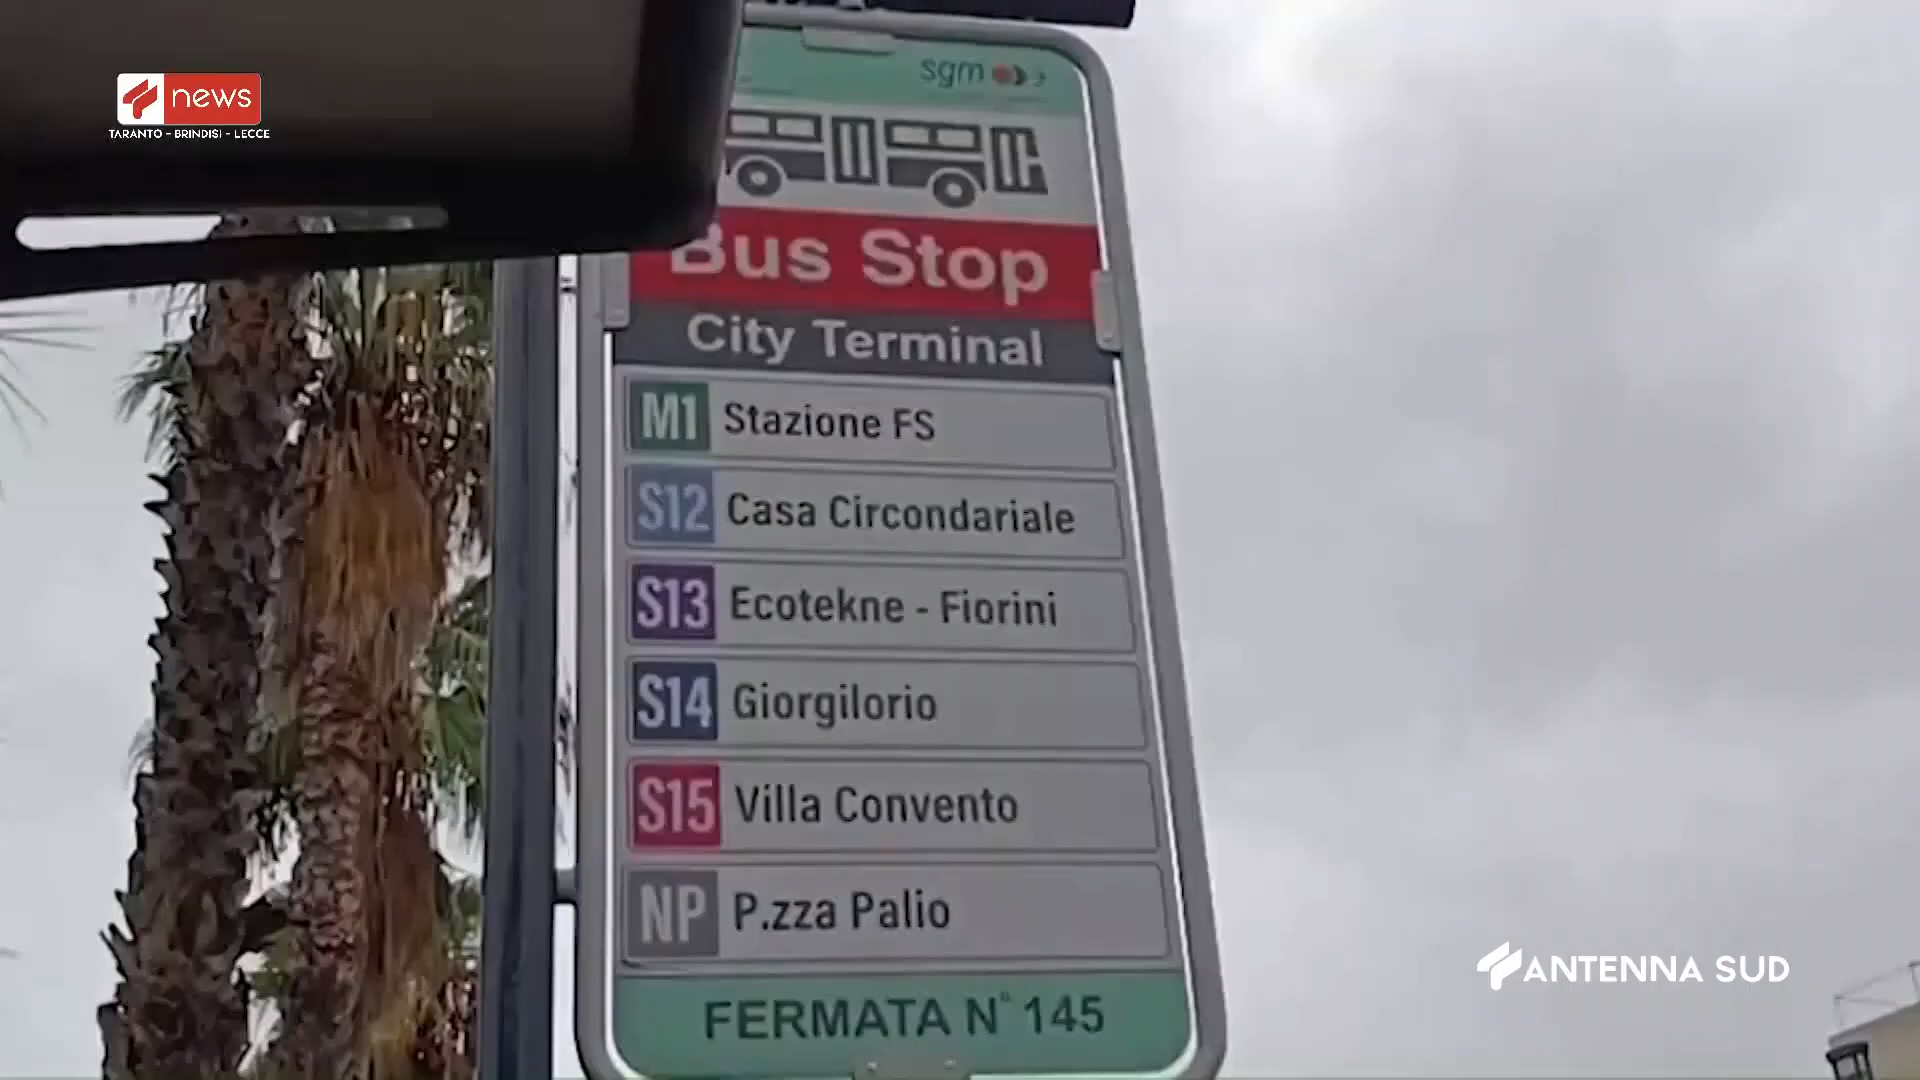 news
TARANTO - BRINDISI - LECCE
sgm
Bus Stop
City Terminal
M1 Stazione FS
S12 Casa Circondariale
S13 Ecotekne - Fiorini
S14 Giorgilorio
S15 Villa Convento
NP P.zza Palio
FERMATA N° 145
ANTENNA SUD